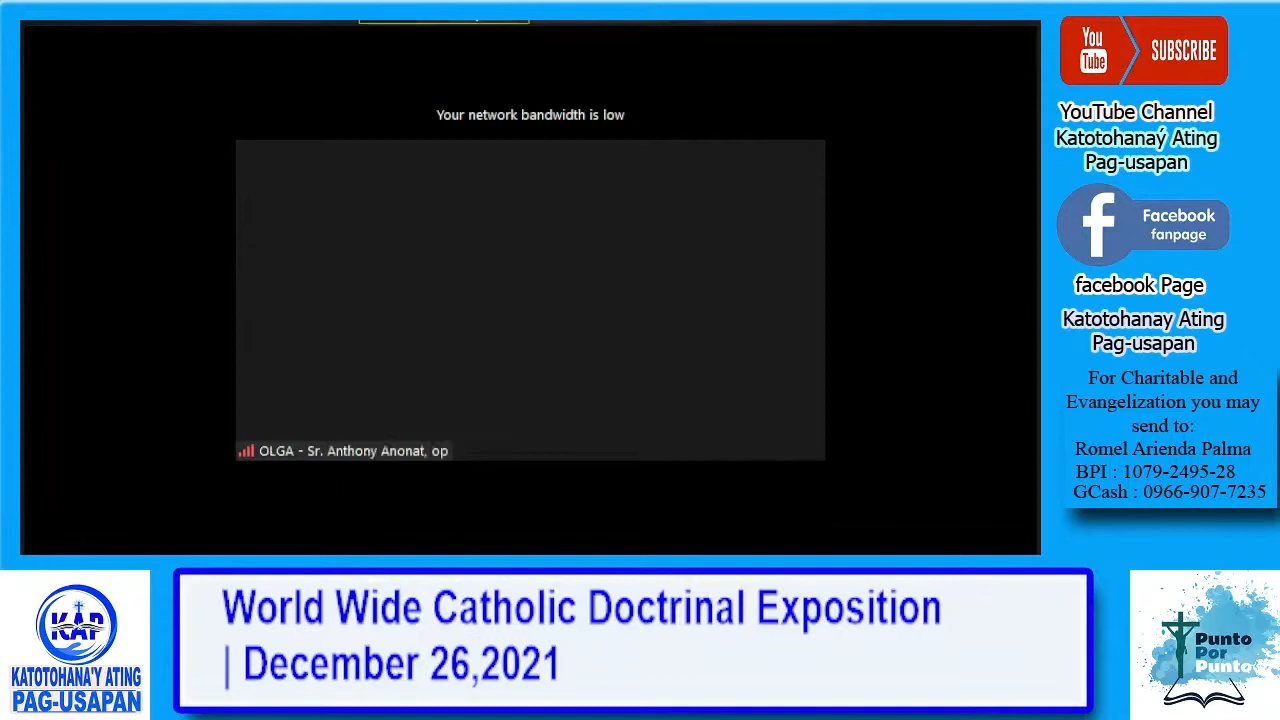 Your network bandwidth is low
OLGA - Sr. Anthony Anonat, op
You
Tube
SUBSCRIBE
YouTube Channel
Katotohanaý Ating
Pag-usapan
Facebook
fanpage
facebook Page
Katotohanay Ating
Pag-usapan
For Charitable and
Evangelization you may
send to:
Romel Arienda Palma
BPI : 1079-2495-28
GCash : 0966-907-7235
KAP
KATOTOHANA'Y ATING
PAG-USAPAN
World Wide Catholic Doctrinal Exposition
| December 26,2021
Punto
Por
Punto